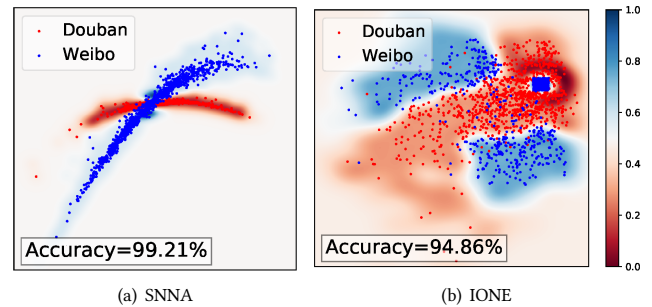 Douban
Weibo
Accuracy=99.21%
(a) SNNA
Douban
Weibo
Accuracy=94.86%
(b) IONE
1.0
0.8
0.6
0.4
0.2
0.0